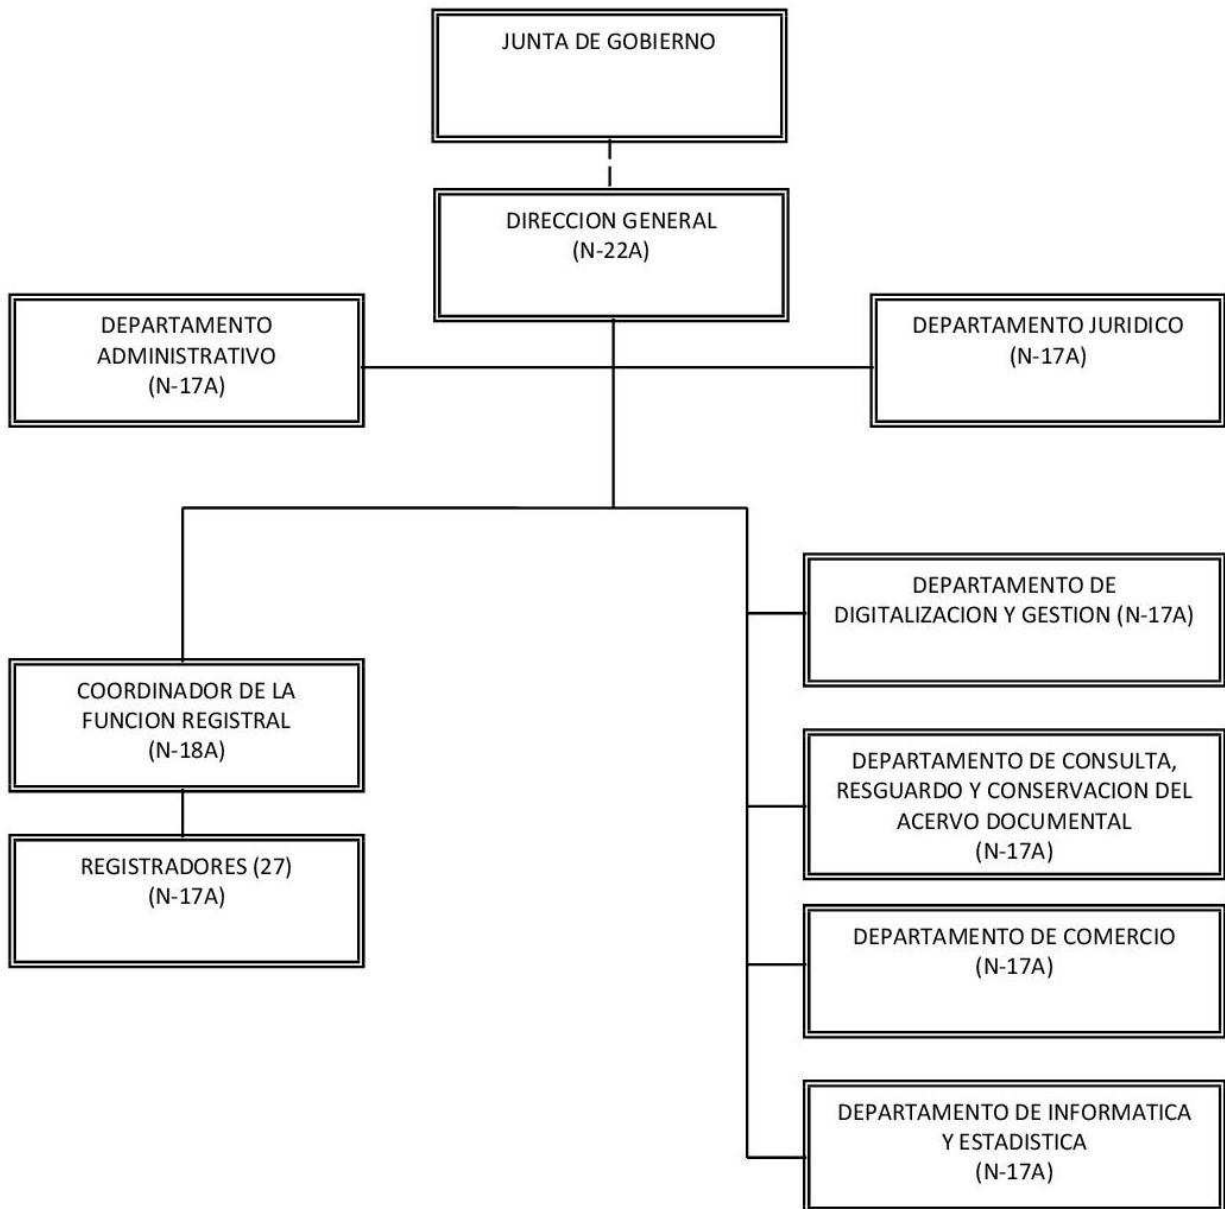 JUNTA DE GOBIERNO
DIRECCION GENERAL
(N-22A)
DEPARTAMENTO
ADMINISTRATIVO
(N-17A)
DEPARTAMENTO JURIDICO
(N-17A)
DEPARTAMENTO DE
DIGITALIZACION Y GESTION (N-17A)
COORDINADOR DE LA
FUNCION REGISTRAL
(N-18A)
DEPARTAMENTO DE CONSULTA,
RESGUARDO Y CONSERVACION DEL
ACERVO DOCUMENTAL
(N-17A)
REGISTRADORES (27)
(N-17A)
DEPARTAMENTO DE COMERCIO
(N-17A)
DEPARTAMENTO DE INFORMATICA
Y ESTADISTICA
(N-17A)